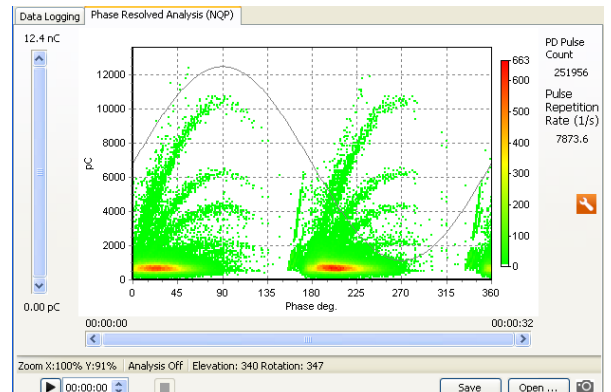 Data Logging Phase Resolved Analysis (NQP)
12.4 nC
0.00 pC
pC
12000
10000
8000
6000
4000
2000
0
0 45 90 135 180 225 270 315 360
Phase deg.
663
600
500
400
300
200
100
0
PD Pulse
Count
251956
Pulse
Repetition
Rate (1/s)
7873.6
00:00:00 00:00:32
Zoom X:100% Y:91% Analysis Off Elevation: 340 Rotation: 347
00:00:00
Save Open ...